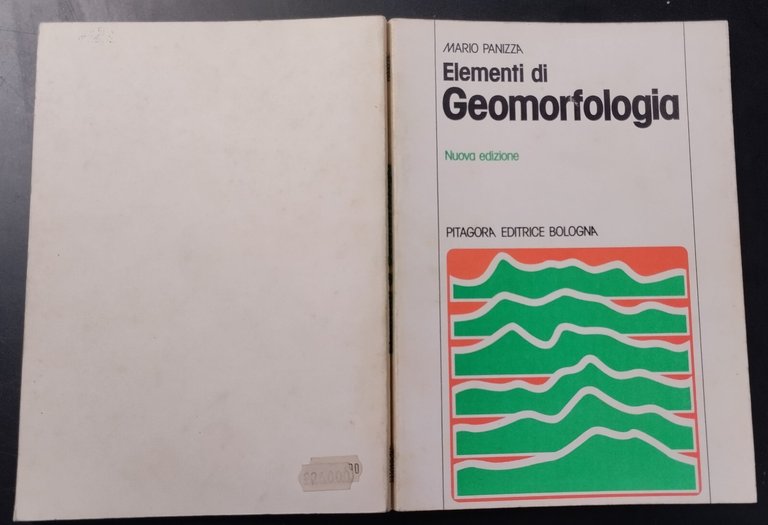 MARIO PANIZZA
Elementi di
Geomorfologia
Nuova edizione
PITAGORA EDITRICE BOLOGNA